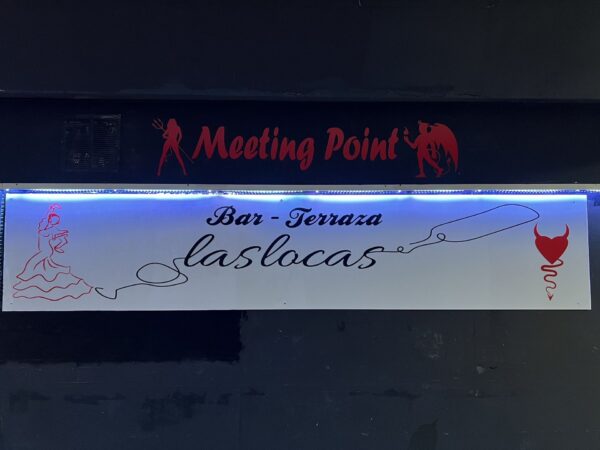 Meeting Point
Bar - Terraza
laslocas